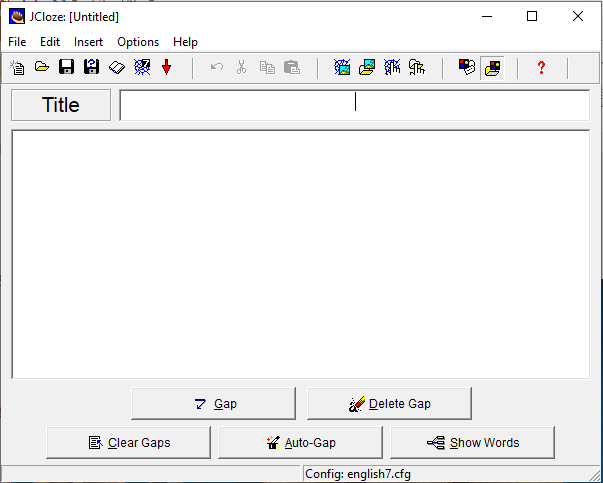 JCloze: [Untitled]
File Edit Insert Options Help
Title
Gap Delete Gap
Clear Gaps Auto-Gap Show Words
Config: english7.cfg